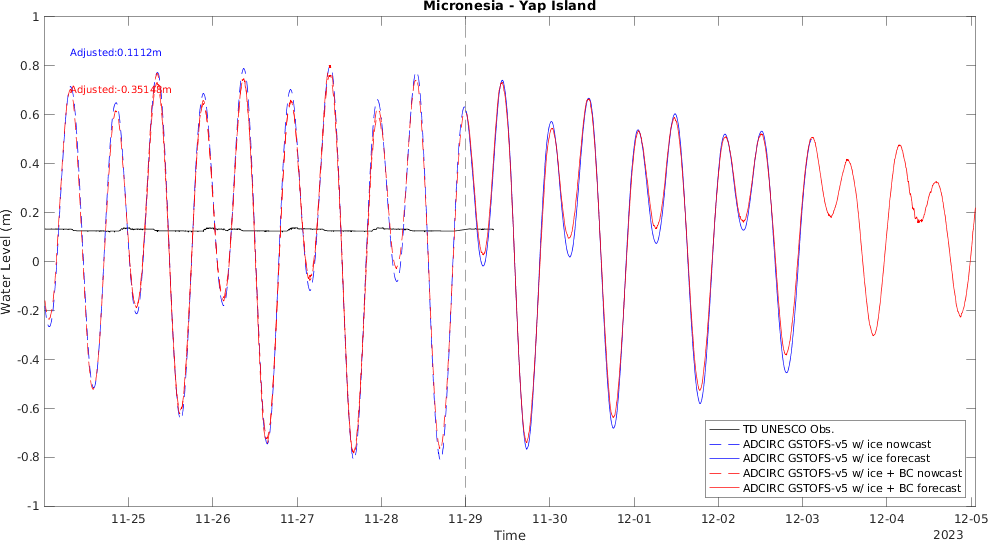 Micronesia - Yap Island
1
0.8
0.6
0.4
0.2
0
-0.2
-0.4
-0.6
-0.8
-1
Water Level (m)
Adjusted:0.1112m
Adjusted:-0.35148m
TD UNESCO Obs.
ADCIRC GSTOFS-v5 w/ ice nowcast
ADCIRC GSTOFS-v5 w/ ice forecast
ADCIRC GSTOFS-v5 w/ ice + BC nowcast
ADCIRC GSTOFS-v5 w/ ice + BC forecast
11-25 11-26 11-27 11-28 11-29 11-30 12-01 12-02 12-03 12-04 12-05
Time
2023